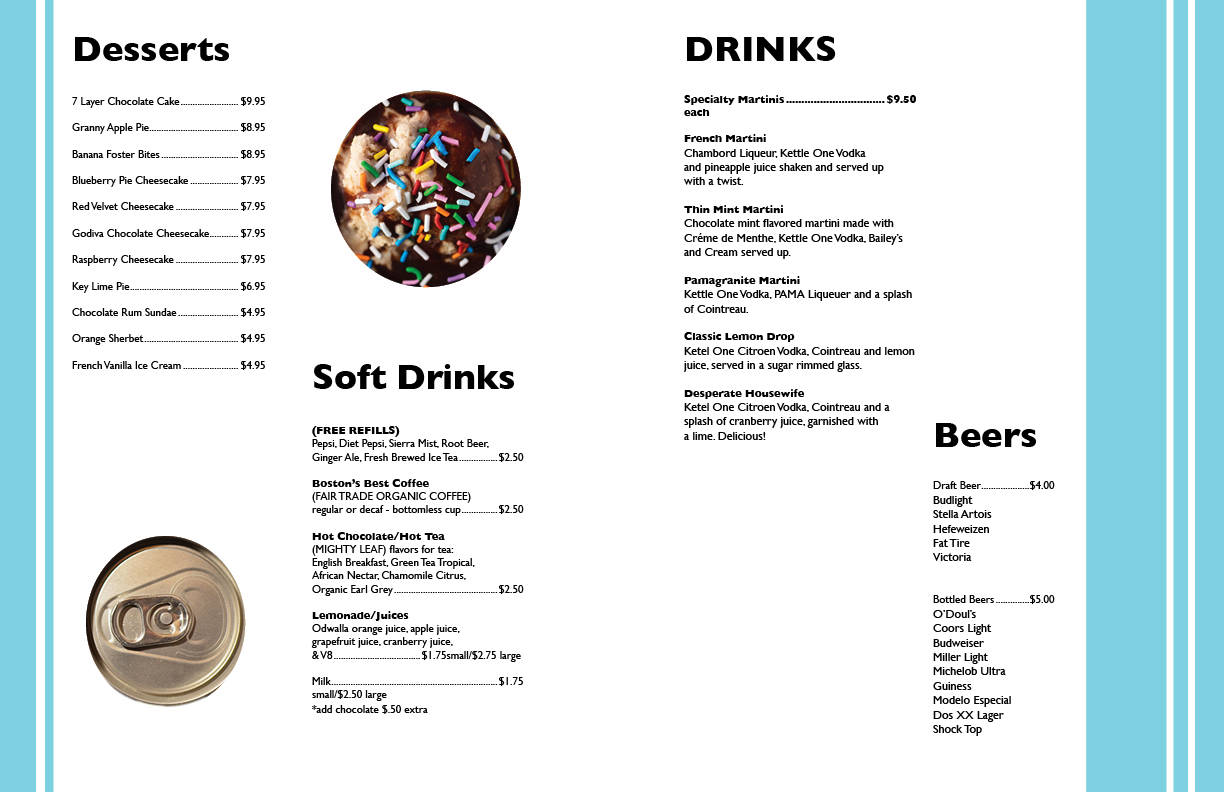 Desserts
7 Layer Chocolate Cake........................ $9.95
Granny Apple Pie..................................... $8.95
Banana Foster Bites ................................ $8.95
Blueberry Pie Cheesecake .................... $7.95
Red Velvet Cheesecake .......................... $7.95
Godiva Chocolate Cheesecake............ $7.95
Raspberry Cheesecake .......................... $7.95
Key Lime Pie............................................. $6.95
Chocolate Rum Sundae ......................... $4.95
Orange Sherbet....................................... $4.95
French Vanilla Ice Cream ....................... $4.95
Soft Drinks
(FREE REFILLS)
Pepsi, Diet Pepsi, Sierra Mist, Root Beer,
Ginger Ale, Fresh Brewed Ice Tea................ $2.50
Boston's Best Coffee
(FAIR TRADE ORGANIC COFFEE)
regular or decaf - bottomless cup............... $2.50
Hot Chocolate/Hot Tea
(MIGHTY LEAF) flavors for tea:
English Breakfast, Green Tea Tropical,
African Nectar, Chamomile Citrus,
Organic Earl Grey........................................... $2.50
Lemonade/Juices
Odwalla orange juice, apple juice,
grapefruit juice, cranberry juice,
& V8.................................... $1.75small/$2.75 large
Milk..................................................................... $1.75
small/$2.50 large
*add chocolate $.50 extra
DRINKS
Specialty Martinis ................................ $9.50
each
French Martini
Chambord Liqueur, Kettle One Vodka
and pineapple juice shaken and served up
with a twist.
Thin Mint Martini
Chocolate mint flavored martini made with
Créme de Menthe, Kettle One Vodka, Bailey's
and Cream served up.
Pamagranite Martini
Kettle One Vodka, PAMA Liqueuer and a splash
of Cointreau.
Classic Lemon Drop
Ketel One Citroen Vodka, Cointreau and lemon
juice, served in a sugar rimmed glass.
Desperate Housewife
Ketel One Citroen Vodka, Cointreau and a
splash of cranberry juice, garnished with
a lime. Delicious!
Beers
Draft Beer....................$4.00
Budlight
Stella Artois
Hefeweizen
Fat Tire
Victoria
Bottled Beers ..............$5.00
O'Doul's
Coors Light
Budweiser
Miller Light
Michelob Ultra
Guiness
Modelo Especial
Dos XX Lager
Shock Top